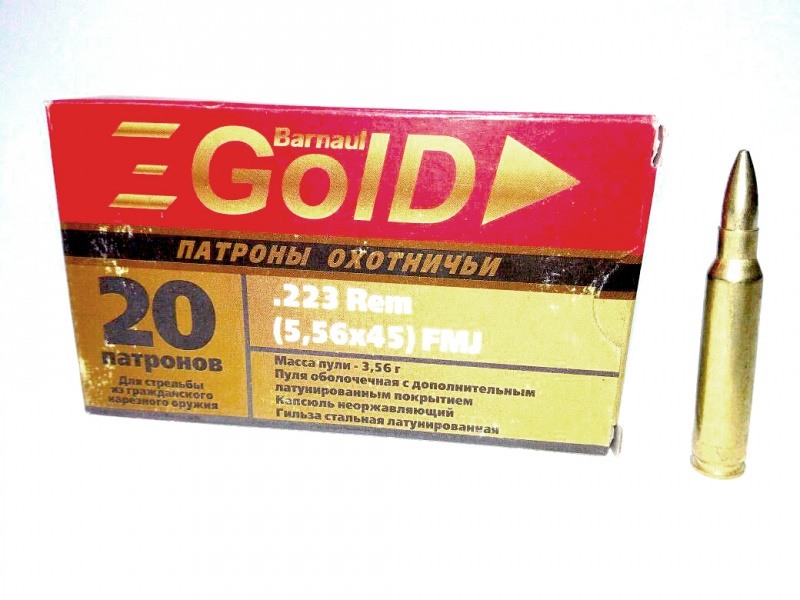 Barnaul
GolD
ПАТРОНЫ ОХОТНИЧЬИ
20
патронов
Для стрельбы
из гражданского
нарезного оружия
.223 Rem
(5,56x45) FMJ
Масса пули - 3,56 г
Пуля оболочечная с дополнительным
латунированным покрытием
Капсюль неоржавляющий
Гильза стальная латунированная